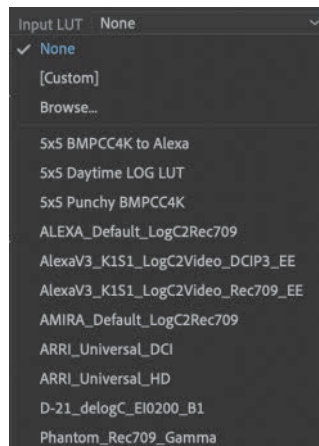 Input LUT None
None
[Custom]
Browse...
5x5 BMPCC4K to Alexa
5x5 Daytime LOG LUT
5x5 Punchy BMPCC4K
ALEXA_Default_LogC2Rec709
AlexaV3_K1S1_LogC2Video_DCIP3_EE
AlexaV3_K1S1_LogC2Video_Rec709_EE
AMIRA_Default_LogC2Rec709
ARRI_Universal_DCI
ARRI_Universal_HD
D-21_delogC_EI0200_B1
Phantom_Rec709_Gamma